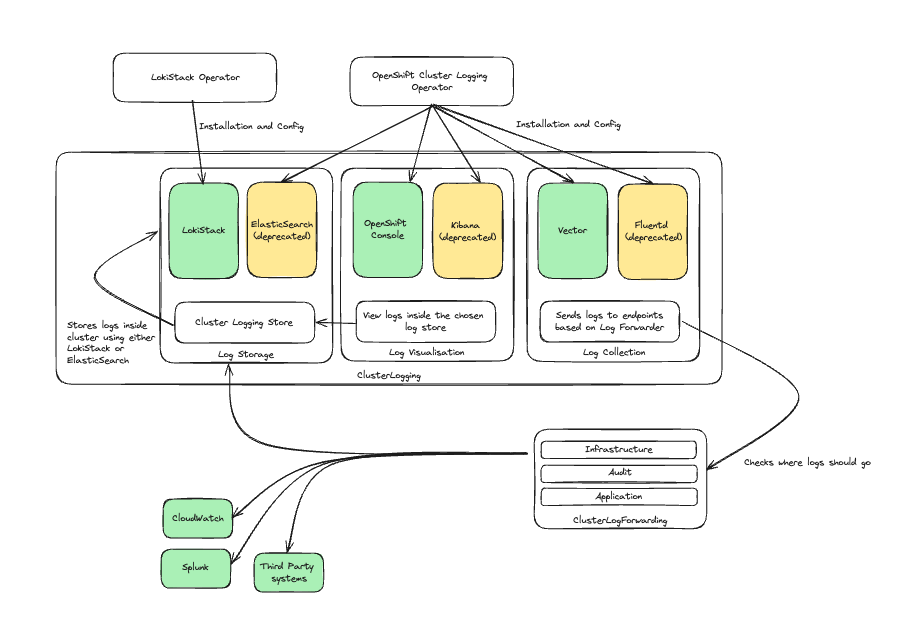 LokiStack Operator
OpenShift Cluster Logging
Operator
Installation and Config
Installation and Config
LokiStack
ElasticSearch
(deprecated)
OpenShift
Console
Kibana
(deprecated)
Vector
Fluentd
(deprecated)
Cluster Logging Store
View logs inside the chosen
log store
Sends logs to endpoints
based on Log Forwarder
Stores logs inside
cluster using either
LokiStack or
ElasticSearch
Log Storage
Log Visualisation
Log Collection
ClusterLogging
Infrastructure
Audit
Application
ClusterLogForwarding
Checks where logs should go
CloudWatch
Splunk
Third Party
systems